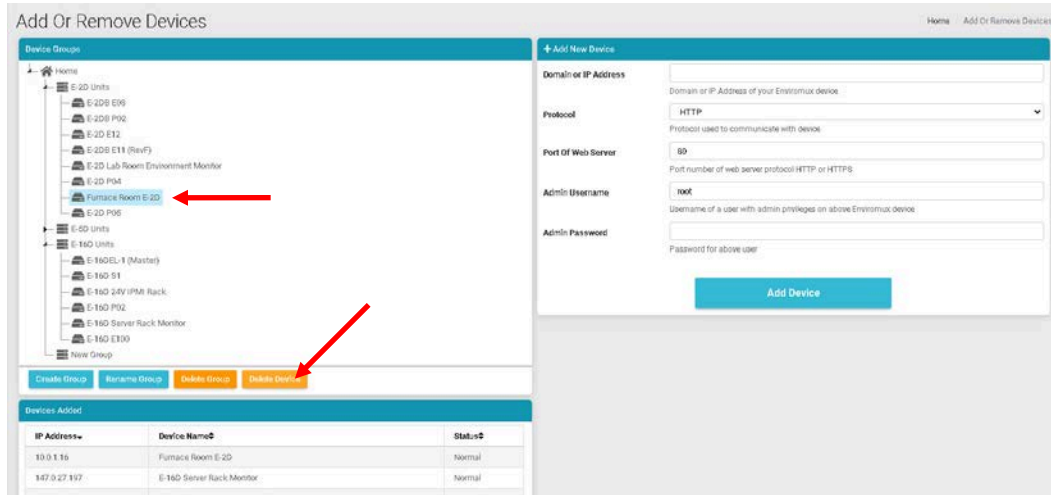 Add Or Remove Devices
Home Add Or Remove Devices
Device Groups
Home
E-2D Units
E-2DB E06
E-2DB P02
E-2D E12
E-2DB E11 (RevF)
E-2D Lab Room Environment Monitor
E-2D P04
Furnace Room E-2D
E-2D P06
E-5D Units
E-16D Units
E-16DEL-1 (Master)
E-16D S1
E-16D 24V IPMI Rack
E-16D P02
E-16D Server Rack Monitor
E-16D E100
New Group
Create Group Rename Group Delete Group Delete Device
Devices Added
IP Address Device Name Status
10.0.1.16 Furnace Room E-2D Normal
147.0.27.197 E-16D Server Rack Monitor Normal
+ Add New Device
Domain or IP Address
Domain or IP Address of your Enviromux device
Protocol HTTP
Protocol used to communicate with device
Port Of Web Server 80
Port number of web server protocol HTTP or HTTPS
Admin Username root
Username of a user with admin privileges on above Enviromux device
Admin Password
Password for above user
Add Device